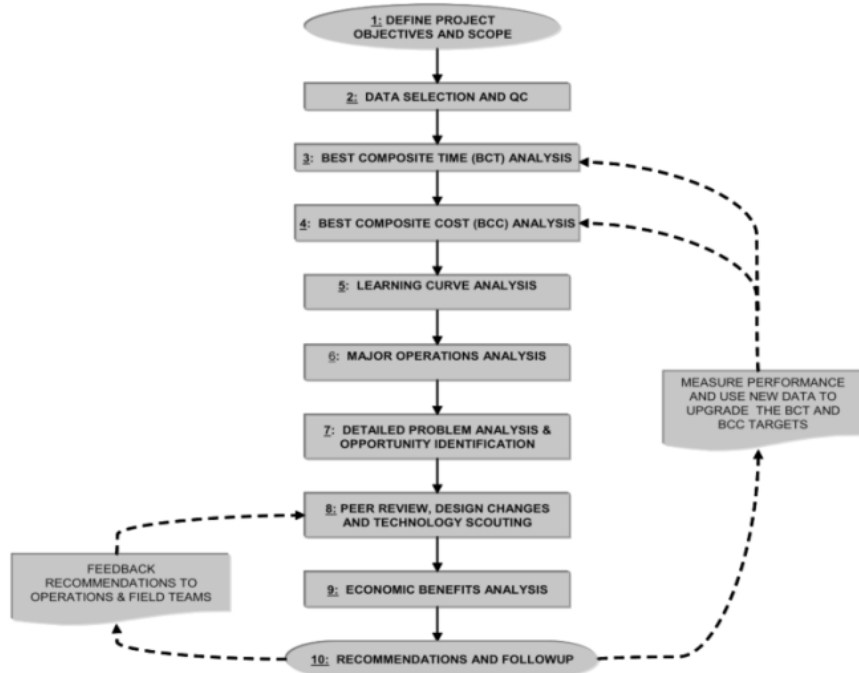 1: DEFINE PROJECT
OBJECTIVES AND SCOPE
2: DATA SELECTION AND QC
3: BEST COMPOSITE TIME (BCT) ANALYSIS
4: BEST COMPOSITE COST (BCC) ANALYSIS
5: LEARNING CURVE ANALYSIS
6: MAJOR OPERATIONS ANALYSIS
MEASURE PERFORMANCE
AND USE NEW DATA TO
UPGRADE THE BCT AND
BCC TARGETS
7: DETAILED PROBLEM ANALYSIS &
OPPORTUNITY IDENTIFICATION
8: PEER REVIEW, DESIGN CHANGES
AND TECHNOLOGY SCOUTING
FEEDBACK
RECOMMENDATIONS TO
OPERATIONS & FIELD TEAMS
9: ECONOMIC BENEFITS ANALYSIS
10: RECOMMENDATIONS AND FOLLOWUP